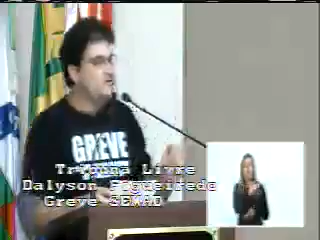 GREVE
Tribuna Livre
Dalyson Figueiredo
Greve SEMAD